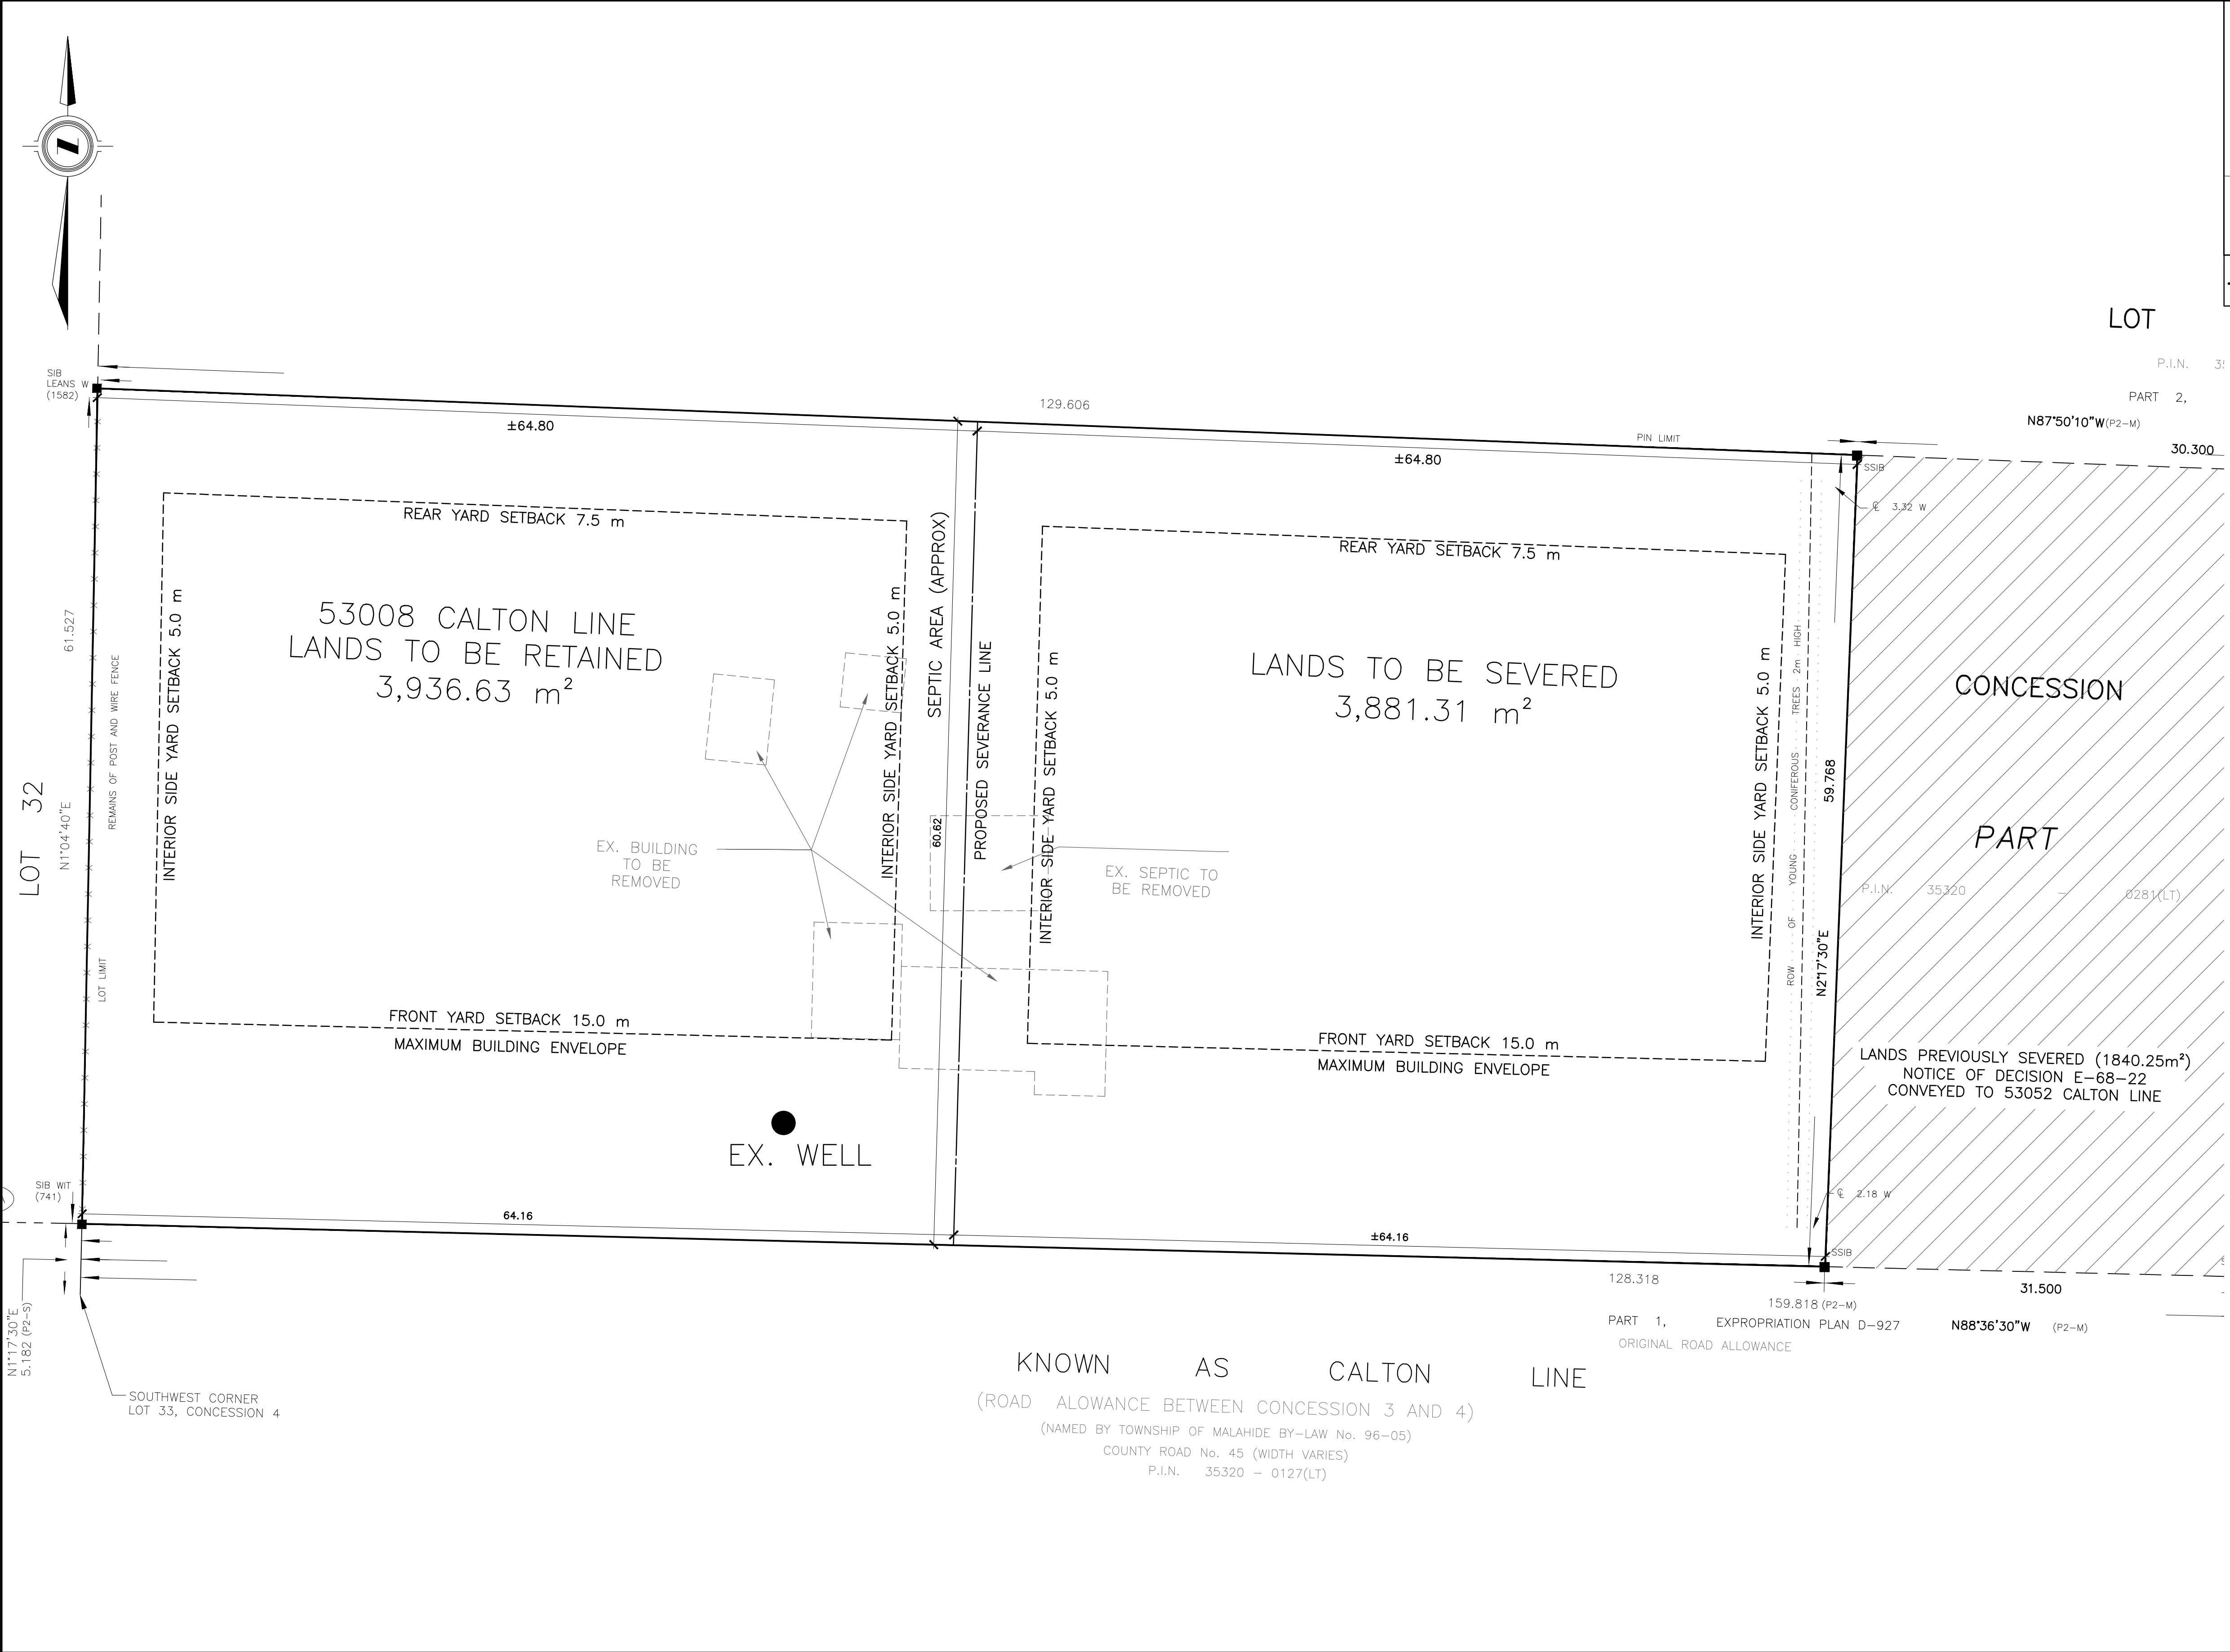 LOT
P.I.N.
PART 2,
N87°50'10"W(P2-M)
30.300
SIB
LEANS W
(1582)
129.606
±64.80
±64.80
PIN LIMIT
SSIB
℄ 3.32 W
REAR YARD SETBACK 7.5 m
REAR YARD SETBACK 7.5 m
53008 CALTON LINE
LANDS TO BE RETAINED
3,936.63 m²
LANDS TO BE SEVERED
3,881.31 m²
LOT 32
N1°04'40"E
61.527
REMAINS OF POST AND WIRE FENCE
LOT LIMIT
INTERIOR SIDE YARD SETBACK 5.0 m
INTERIOR SIDE YARD SETBACK 5.0 m
SEPTIC AREA (APPROX)
60.62
PROPOSED SEVERANCE LINE
INTERIOR SIDE YARD SETBACK 5.0 m
INTERIOR SIDE YARD SETBACK 5.0 m
ROW OF YOUNG CONIFEROUS TREES 2m HIGH
59.768
N2°17'30"E
EX. BUILDING
TO BE
REMOVED
EX. SEPTIC TO
BE REMOVED
CONCESSION
PART
P.I.N. 35320 - 0281(LT)
LANDS PREVIOUSLY SEVERED (1840.25m²)
NOTICE OF DECISION E-68-22
CONVEYED TO 53052 CALTON LINE
FRONT YARD SETBACK 15.0 m
MAXIMUM BUILDING ENVELOPE
FRONT YARD SETBACK 15.0 m
MAXIMUM BUILDING ENVELOPE
EX. WELL
SIB WIT
(741)
64.16
±64.16
℄ 2.18 W
SSIB
128.318
31.500
159.818 (P2-M)
PART 1, EXPROPRIATION PLAN D-927
N88°36'30"W (P2-M)
ORIGINAL ROAD ALLOWANCE
N1°17'30"E
5.182 (P2-S)
SOUTHWEST CORNER
LOT 33, CONCESSION 4
KNOWN AS CALTON LINE
(ROAD ALOWANCE BETWEEN CONCESSION 3 AND 4)
(NAMED BY TOWNSHIP OF MALAHIDE BY-LAW No. 96-05)
COUNTY ROAD No. 45 (WIDTH VARIES)
P.I.N. 35320 - 0127(LT)